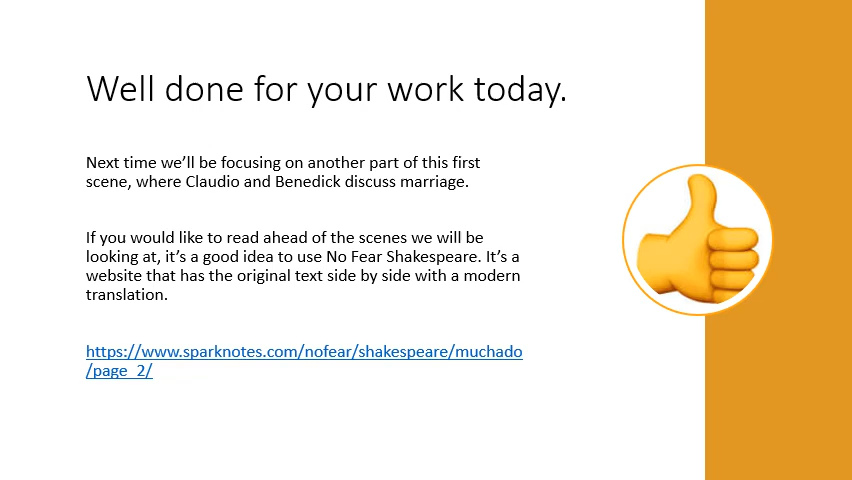 Well done for your work today.
Next time we’ll be focusing on another part of this first
scene, where Claudio and Benedick discuss marriage.
If you would like to read ahead of the scenes we will be
looking at, it’s a good idea to use No Fear Shakespeare. It’s a
website that has the original text side by side with a modern
translation.
https://www.sparknotes.com/nofear/shakespeare/muchado
/page_2/